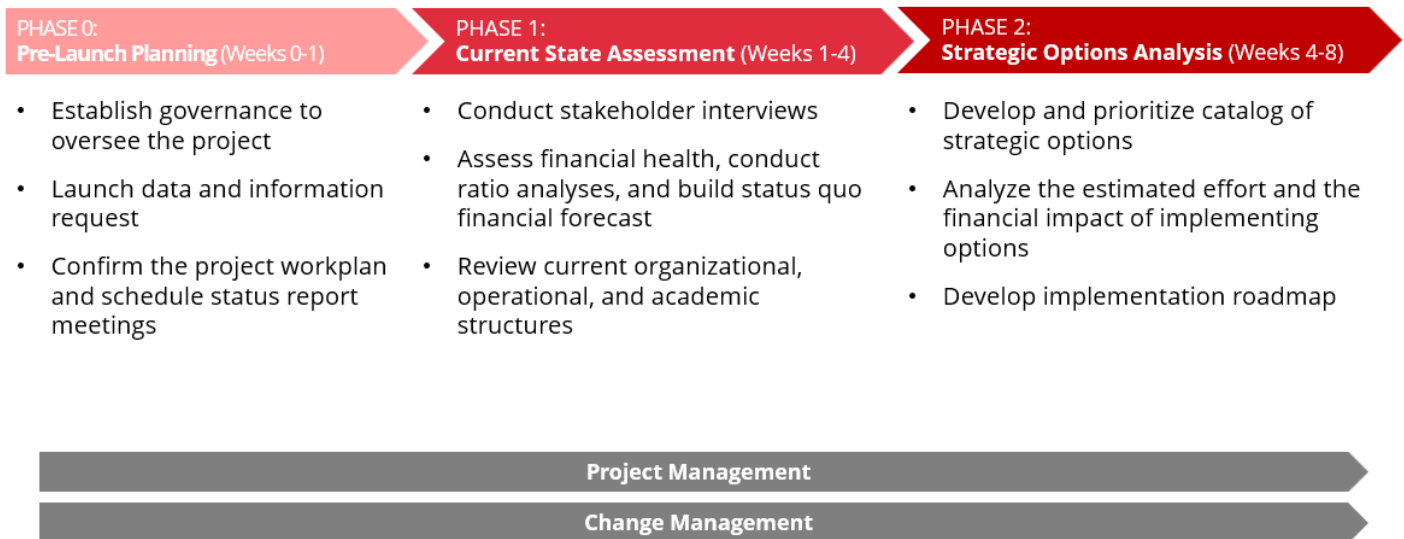 PHASE 0:
Pre-Launch Planning (Weeks 0-1)
• Establish governance to
oversee the project
• Launch data and information
request
• Confirm the project workplan
and schedule status report
meetings
PHASE 1:
Current State Assessment (Weeks 1-4)
• Conduct stakeholder interviews
• Assess financial health, conduct
ratio analyses, and build status quo
financial forecast
• Review current organizational,
operational, and academic
structures
PHASE 2:
Strategic Options Analysis (Weeks 4-8)
• Develop and prioritize catalog of
strategic options
• Analyze the estimated effort and the
financial impact of implementing
options
• Develop implementation roadmap
Project Management
Change Management